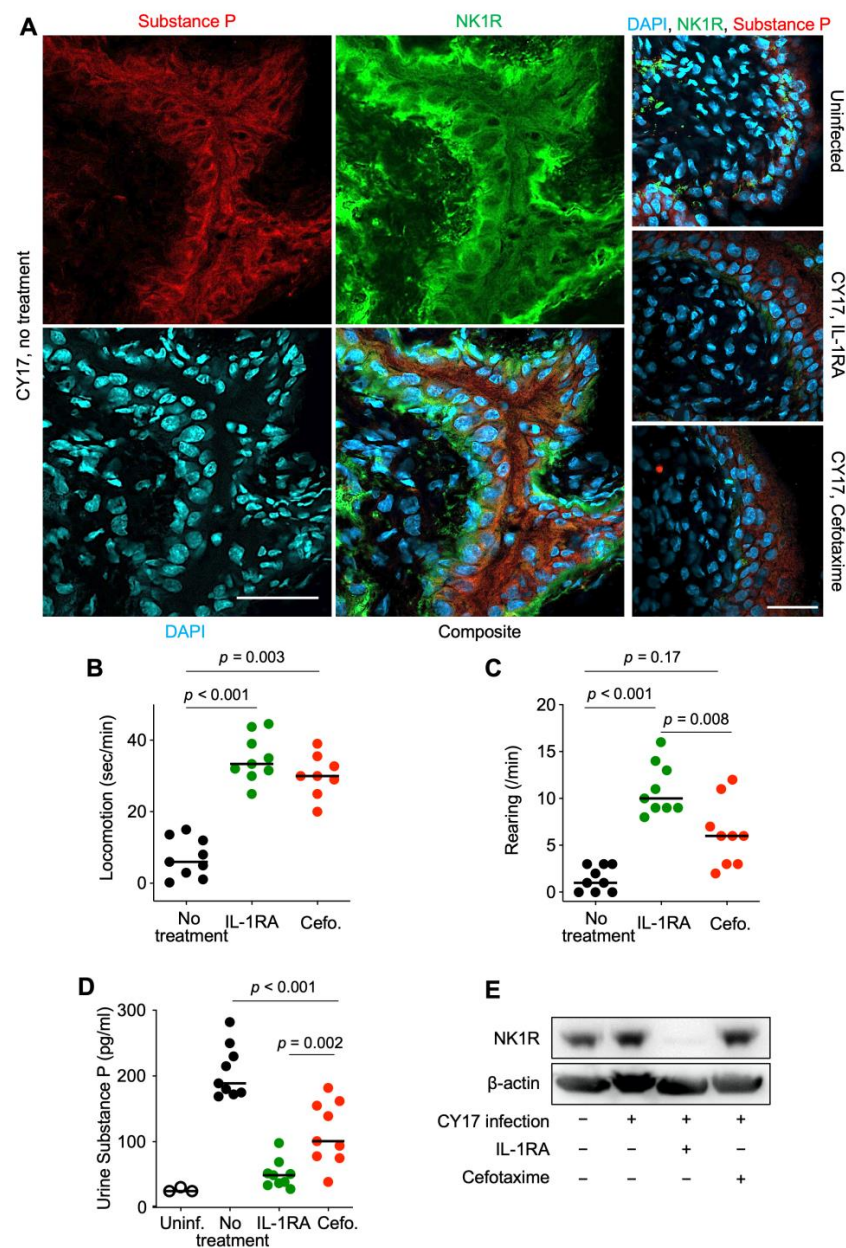 A
Substance P
NK1R
DAPI, NK1R, Substance P
CY17, no treatment
Uninfected
CY17, IL-1RA
CY17, Cefotaxime
DAPI
Composite
B
p = 0.003
p < 0.001
Locomotion (sec/min)
40
20
0
No treatment
IL-1RA
Cefo.
C
p = 0.17
p < 0.001
p = 0.008
Rearing (/min)
20
15
10
5
0
No treatment
IL-1RA
Cefo.
D
p < 0.001
p = 0.002
Urine Substance P (pg/ml)
300
200
100
0
Uninf.
No treatment
IL-1RA
Cefo.
E
NK1R
β-actin
CY17 infection – + + +
IL-1RA – – + –
Cefotaxime – – – +